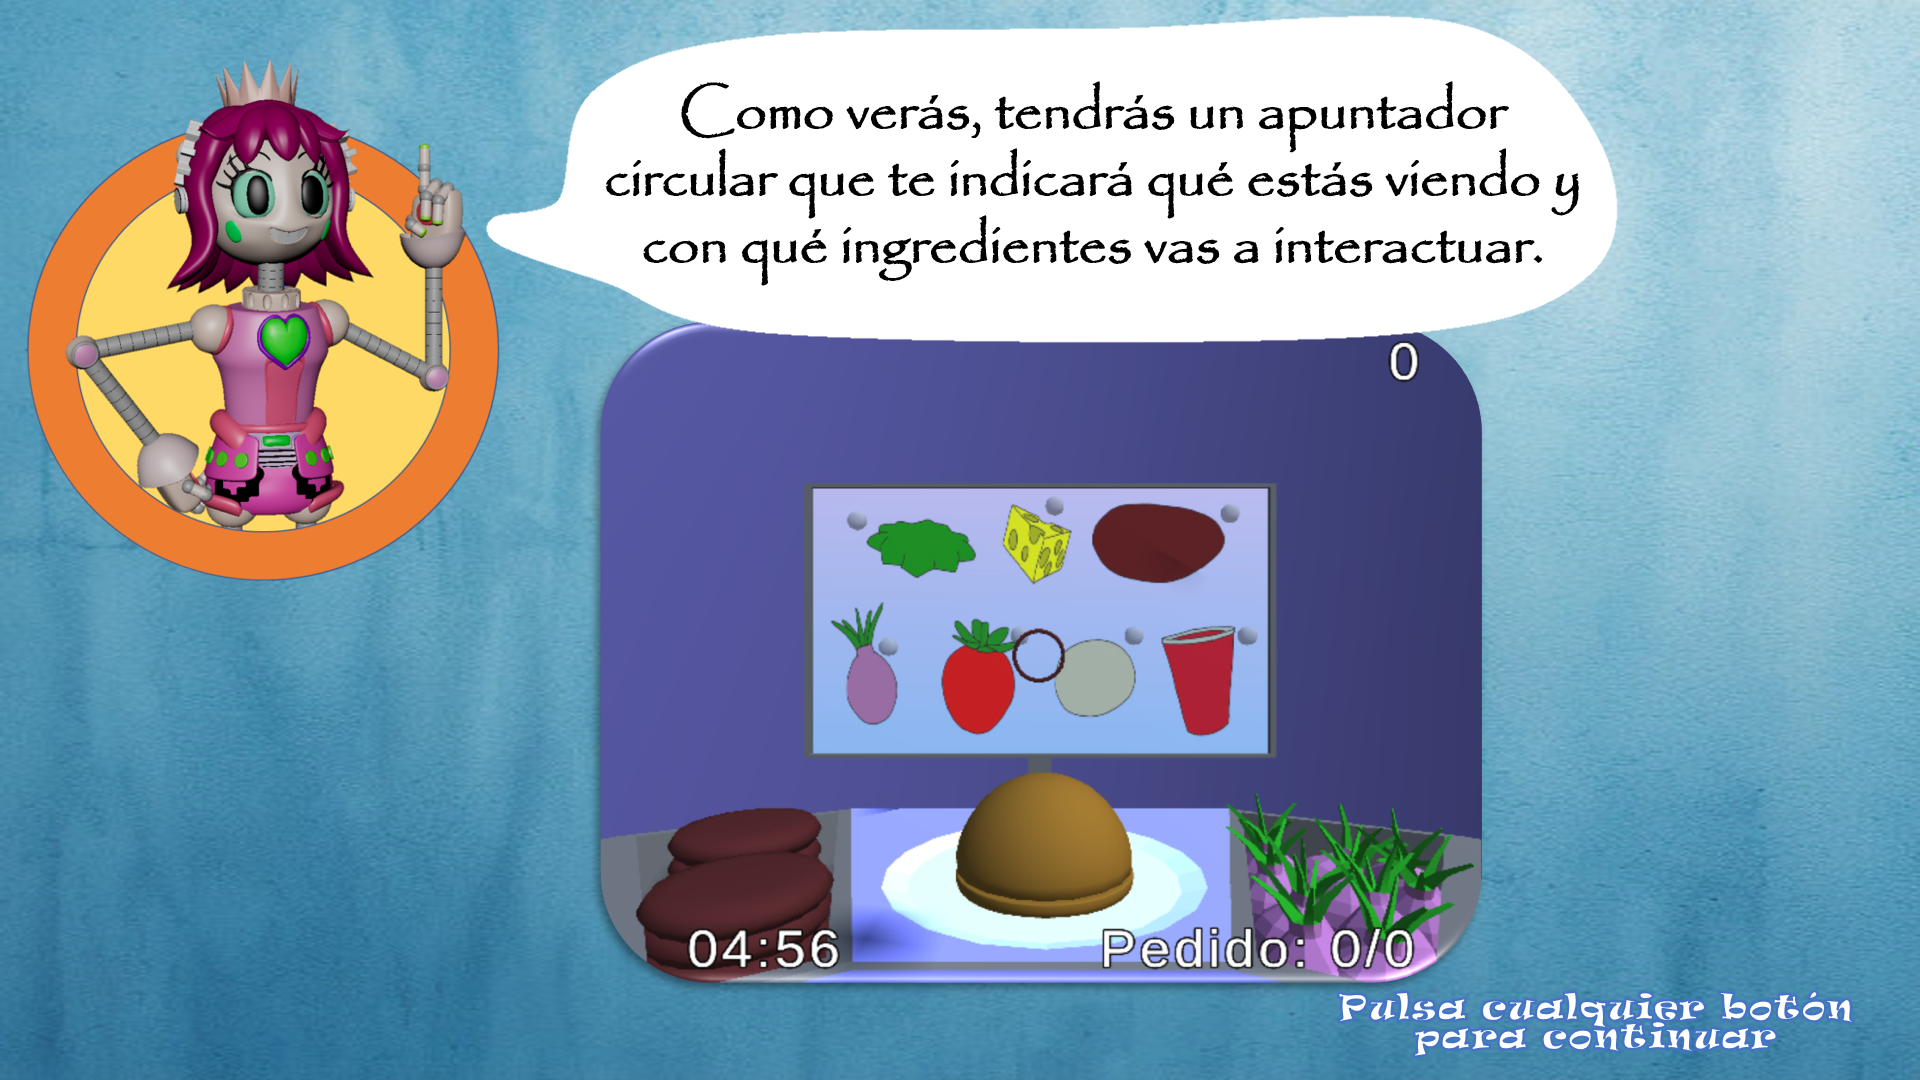 Como verás, tendrás un apuntador
circular que te indicará qué estás viendo y
con qué ingredientes vas a interactuar.
0
04:56
Pedido: 0/0
Pulsa cualquier botón
para continuar